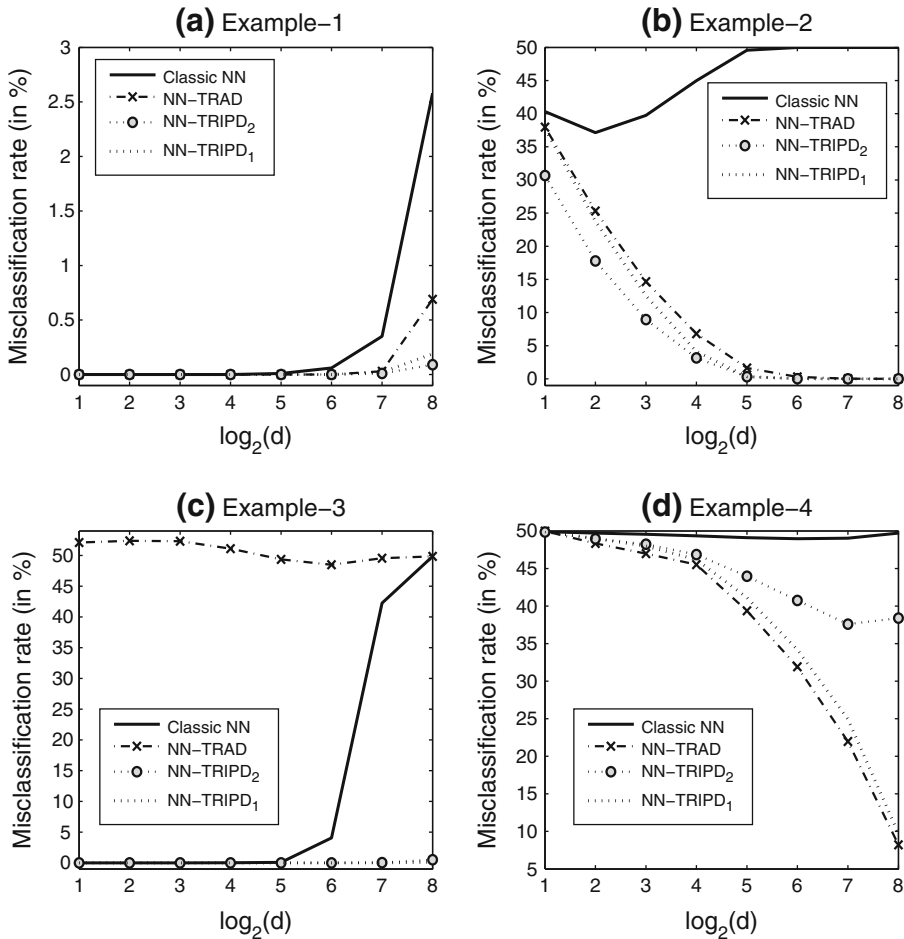 (a) Example−1
Misclassification rate (in %)
3
2.5
2
1.5
1
0.5
0
Classic NN
NN−TRAD
NN−TRIPD₂
NN−TRIPD₁
1 2 3 4 5 6 7 8
log₂(d)
(b) Example−2
Misclassification rate (in %)
50
45
40
35
30
25
20
15
10
5
0
Classic NN
NN−TRAD
NN−TRIPD₂
NN−TRIPD₁
1 2 3 4 5 6 7 8
log₂(d)
(c) Example−3
Misclassification rate (in %)
50
45
40
35
30
25
20
15
10
5
0
Classic NN
NN−TRAD
NN−TRIPD₂
NN−TRIPD₁
1 2 3 4 5 6 7 8
log₂(d)
(d) Example−4
Misclassification rate (in %)
50
45
40
35
30
25
20
15
10
5
Classic NN
NN−TRAD
NN−TRIPD₂
NN−TRIPD₁
1 2 3 4 5 6 7 8
log₂(d)